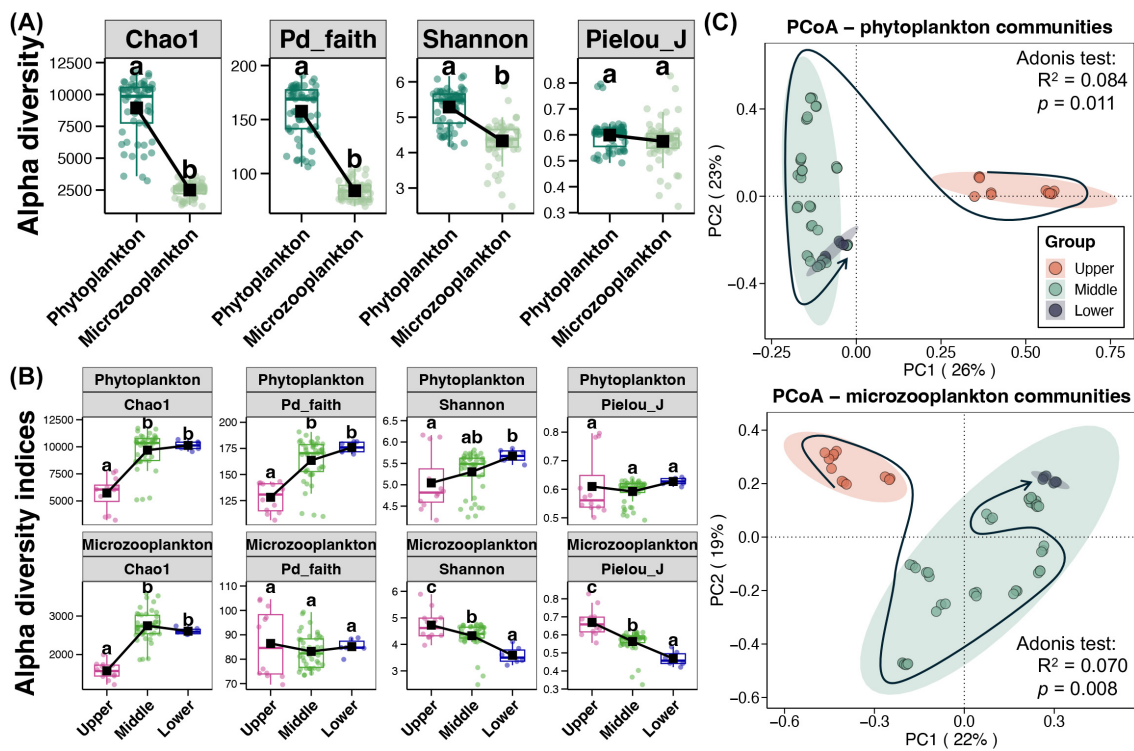 (A)
Alpha diversity
Chao1
Pd_faith
Shannon
Pielou_J
12500
10000
7500
5000
2500
a
b
200
150
100
a
b
6
5
4
3
a
b
0.8
0.7
0.6
0.5
0.4
0.3
a
a
Phytoplankton
Microzooplankton
Phytoplankton
Microzooplankton
Phytoplankton
Microzooplankton
Phytoplankton
Microzooplankton
(B)
Alpha diversity indices
Phytoplankton
Chao1
12500
10000
7500
5000
a
b
b
Phytoplankton
Pd_faith
200
175
150
125
a
b
b
Phytoplankton
Shannon
6.5
6.0
5.5
5.0
4.5
a
ab
b
Phytoplankton
Pielou_J
0.8
0.7
0.6
0.5
a
a
a
Microzooplankton
Chao1
3000
2000
a
b
b
Microzooplankton
Pd_faith
110
100
90
80
70
a
a
a
Microzooplankton
Shannon
6
5
4
3
c
b
a
Microzooplankton
Pielou_J
0.8
0.7
0.6
0.5
0.4
0.3
c
b
a
Upper
Middle
Lower
Upper
Middle
Lower
Upper
Middle
Lower
Upper
Middle
Lower
(C)
PCoA – phytoplankton communities
Adonis test:
R² = 0.084
p = 0.011
PC2 ( 23% )
0.4
0.0
−0.4
Group
Upper
Middle
Lower
−0.25
0.00
0.25
0.50
0.75
PC1 ( 26% )
PCoA – microzooplankton communities
PC2 ( 19% )
0.4
0.2
0.0
−0.2
−0.4
−0.6
Adonis test:
R² = 0.070
p = 0.008
−0.6
−0.3
0.0
0.3
PC1 ( 22% )